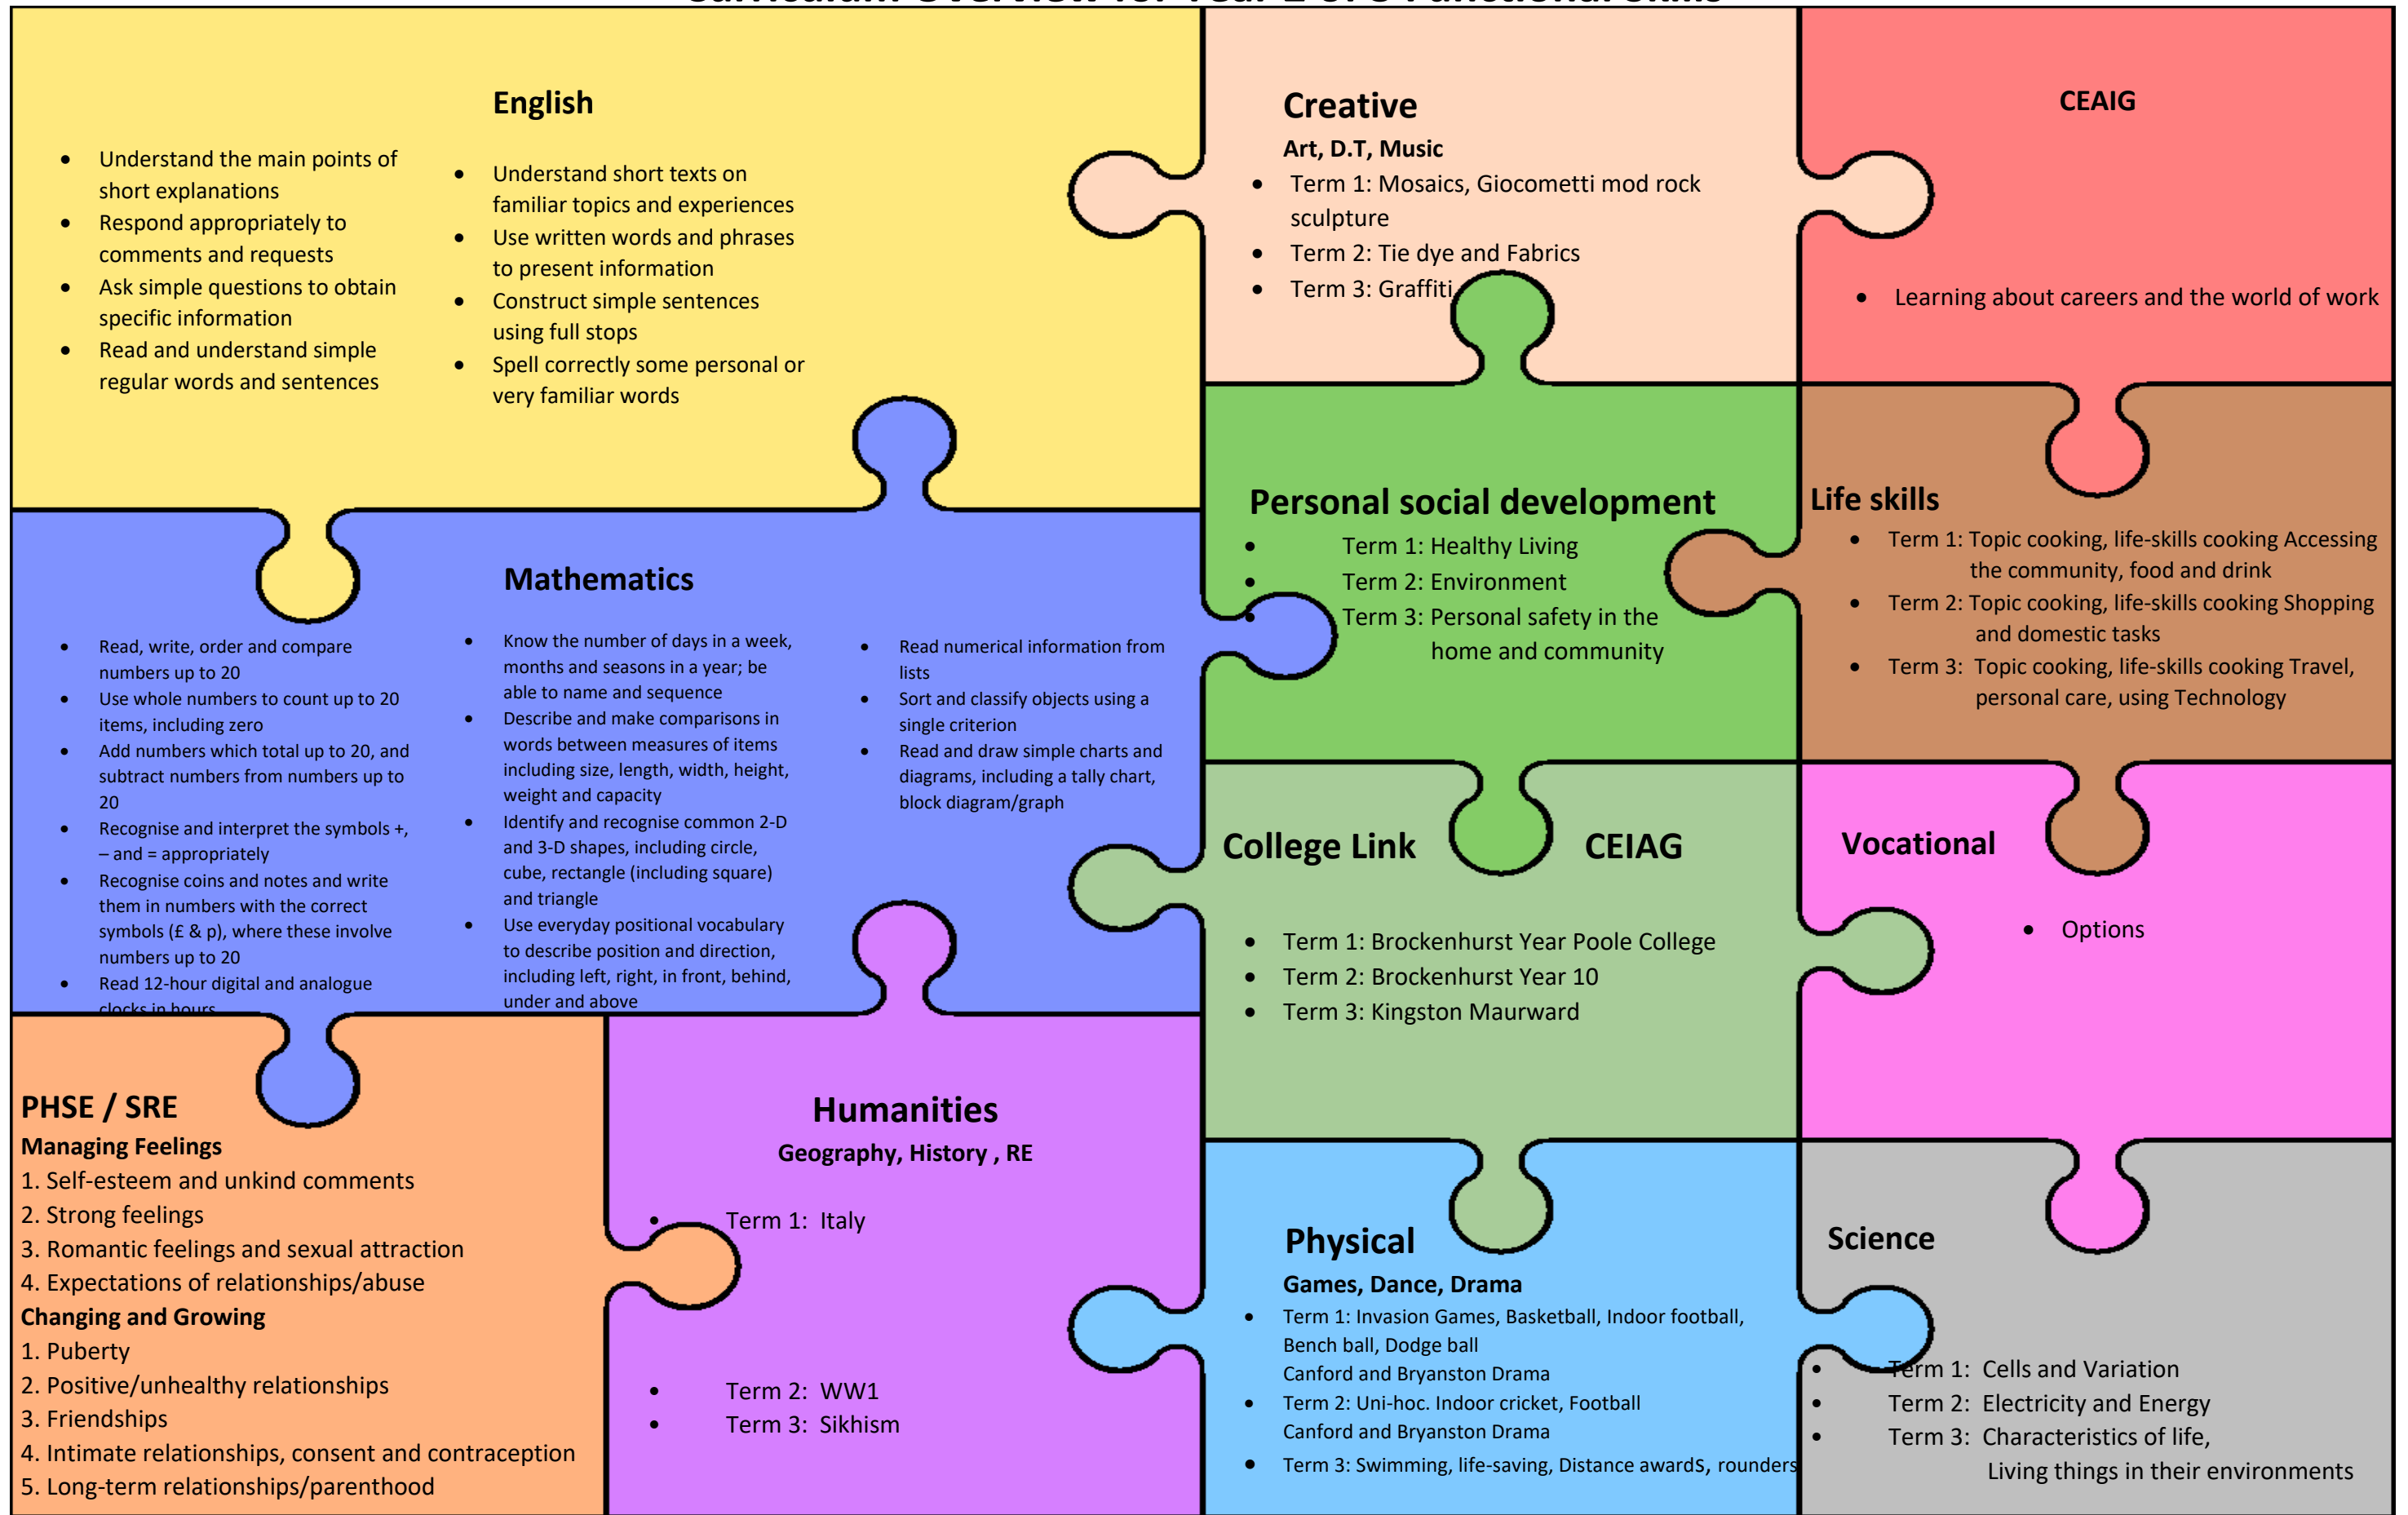 English
Understand the main points of
short explanations
Respond appropriately to
comments and requests
Ask simple questions to obtain
specific information
Read and understand simple
regular words and sentences
Understand short texts on
familiar topics and experiences
Use written words and phrases
to present information
Construct simple sentences
using full stops
Spell correctly some personal or
very familiar words
Creative
Art, D.T, Music
Term 1: Mosaics, Giocometti mod rock
sculpture
Term 2: Tie dye and Fabrics
Term 3: Graffiti
CEAIG
Learning about careers and the world of work
Mathematics
Read, write, order and compare
numbers up to 20
Use whole numbers to count up to 20
items, including zero
Add numbers which total up to 20, and
subtract numbers from numbers up to
20
Recognise and interpret the symbols +,
– and = appropriately
Recognise coins and notes and write
them in numbers with the correct
symbols (£ & p), where these involve
numbers up to 20
Read 12-hour digital and analogue
clocks in hours
Know the number of days in a week,
months and seasons in a year; be
able to name and sequence
Describe and make comparisons in
words between measures of items
including size, length, width, height,
weight and capacity
Identify and recognise common 2-D
and 3-D shapes, including circle,
cube, rectangle (including square)
and triangle
Use everyday positional vocabulary
to describe position and direction,
including left, right, in front, behind,
under and above
Read numerical information from
lists
Sort and classify objects using a
single criterion
Read and draw simple charts and
diagrams, including a tally chart,
block diagram/graph
Personal social development
Term 1: Healthy Living
Term 2: Environment
Term 3: Personal safety in the
home and community
Life skills
Term 1: Topic cooking, life-skills cooking Accessing
the community, food and drink
Term 2: Topic cooking, life-skills cooking Shopping
and domestic tasks
Term 3: Topic cooking, life-skills cooking Travel,
personal care, using Technology
College Link CEIAG
Term 1: Brockenhurst Year Poole College
Term 2: Brockenhurst Year 10
Term 3: Kingston Maurward
Vocational
Options
PHSE / SRE
Managing Feelings
1. Self-esteem and unkind comments
2. Strong feelings
3. Romantic feelings and sexual attraction
4. Expectations of relationships/abuse
Changing and Growing
1. Puberty
2. Positive/unhealthy relationships
3. Friendships
4. Intimate relationships, consent and contraception
5. Long-term relationships/parenthood
Humanities
Geography, History , RE
Term 1: Italy
Term 2: WW1
Term 3: Sikhism
Physical
Games, Dance, Drama
Term 1: Invasion Games, Basketball, Indoor football,
Bench ball, Dodge ball
Canford and Bryanston Drama
Term 2: Uni-hoc. Indoor cricket, Football
Canford and Bryanston Drama
Term 3: Swimming, life-saving, Distance awards, rounders
Science
Term 1: Cells and Variation
Term 2: Electricity and Energy
Term 3: Characteristics of life,
Living things in their environments